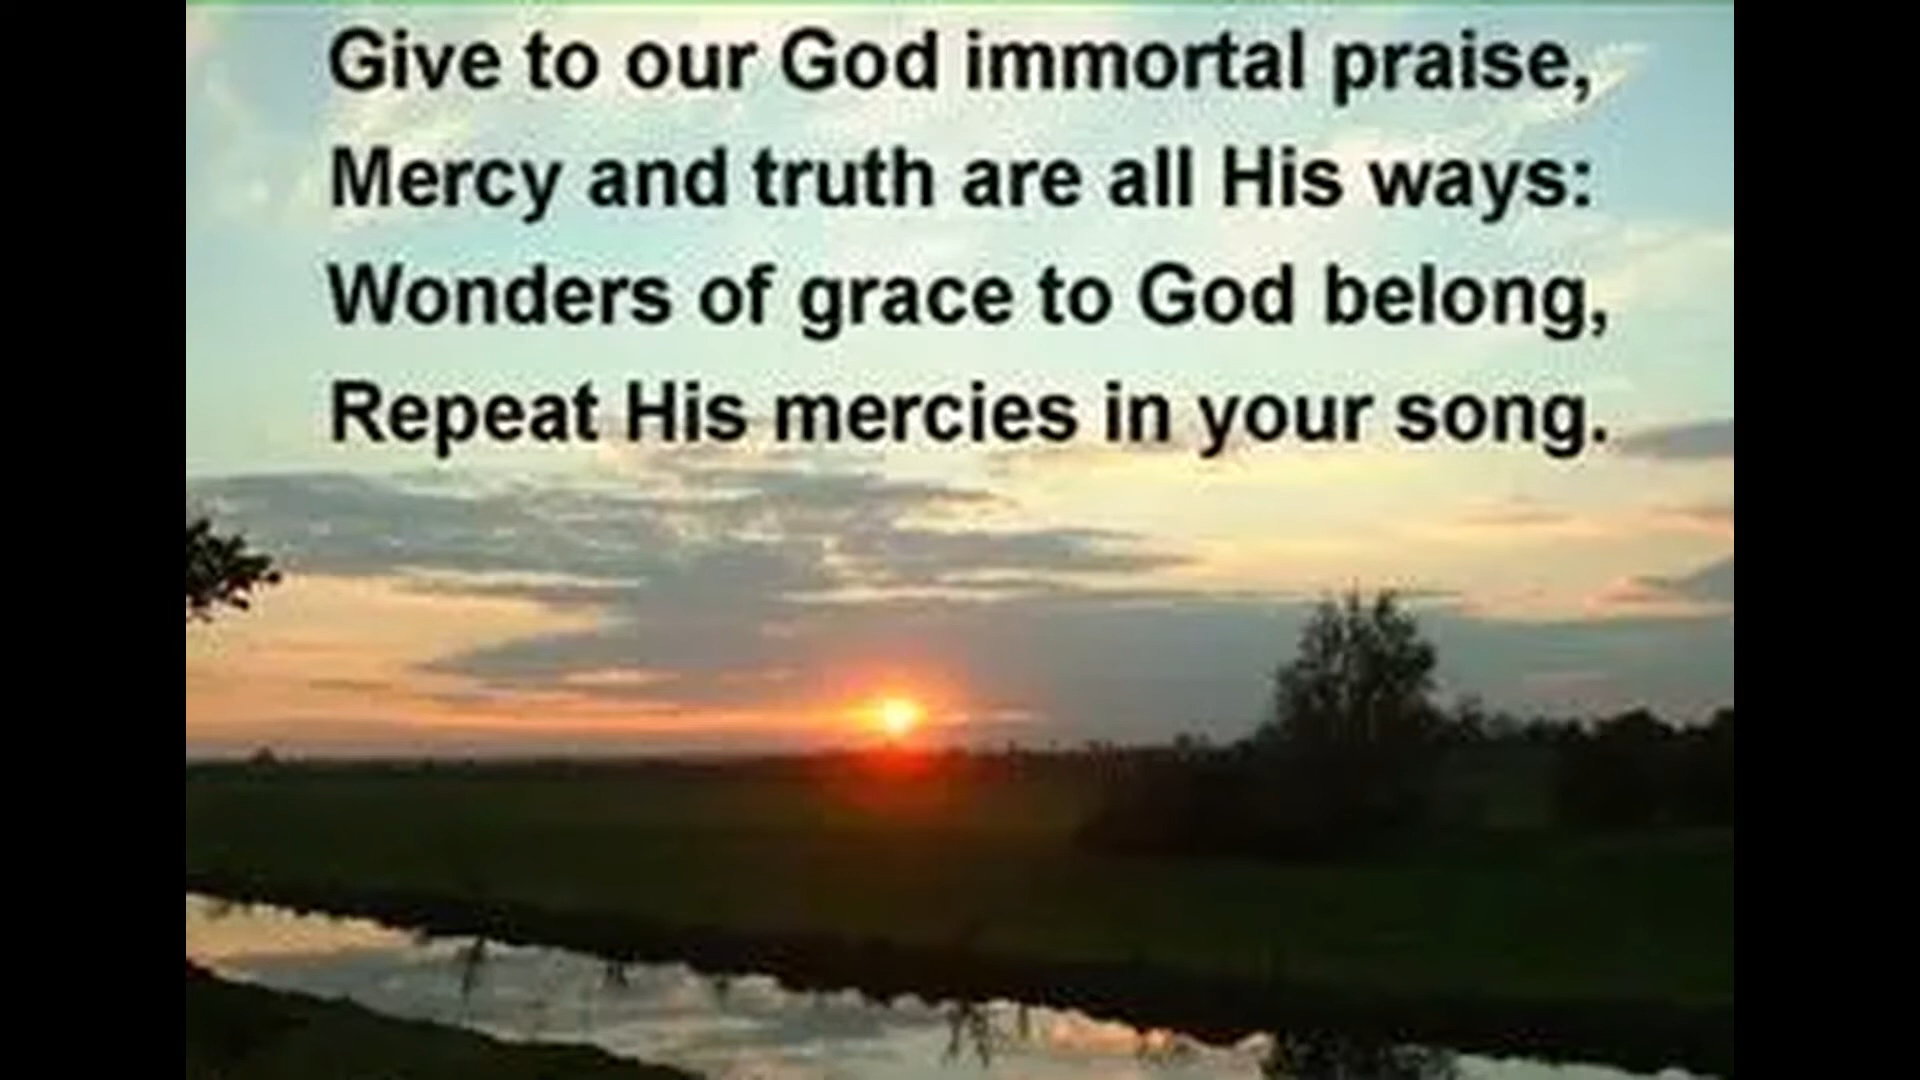 Give to our God immortal praise,
Mercy and truth are all His ways:
Wonders of grace to God belong,
Repeat His mercies in your song.